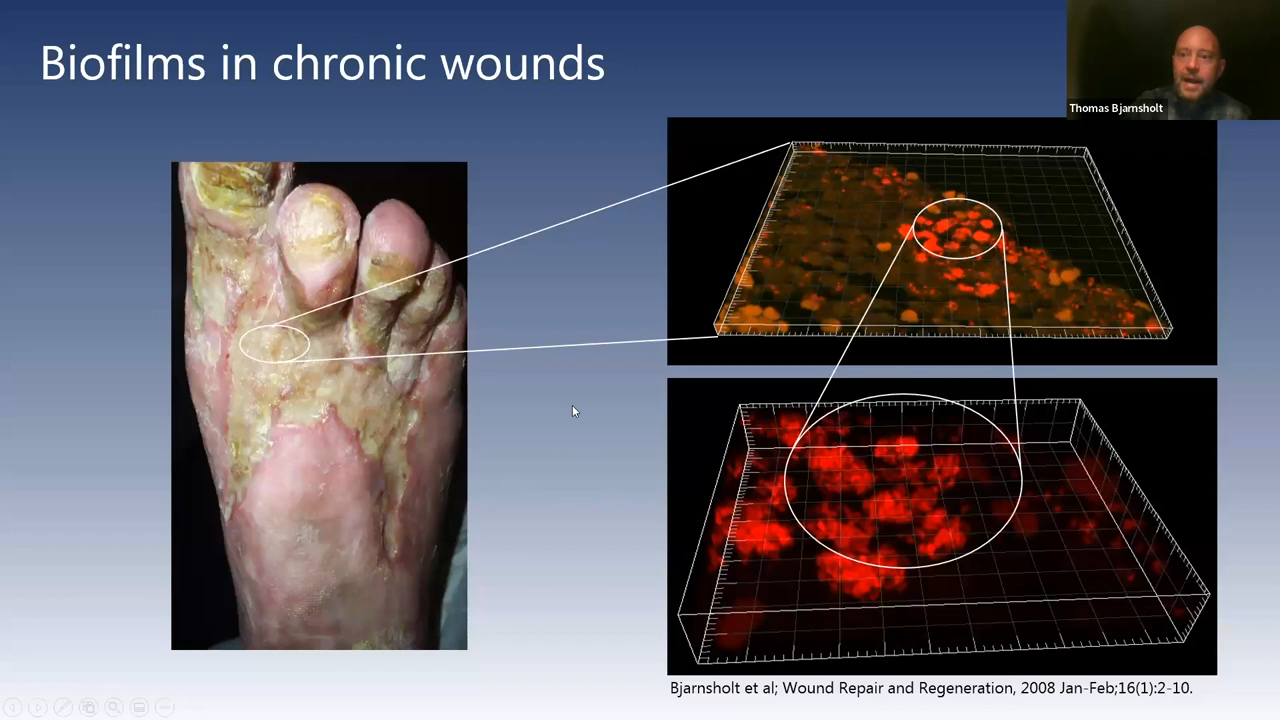 Biofilms in chronic wounds
Thomas Bjarnsholt
Bjarnsholt et al; Wound Repair and Regeneration, 2008 Jan-Feb;16(1):2-10.